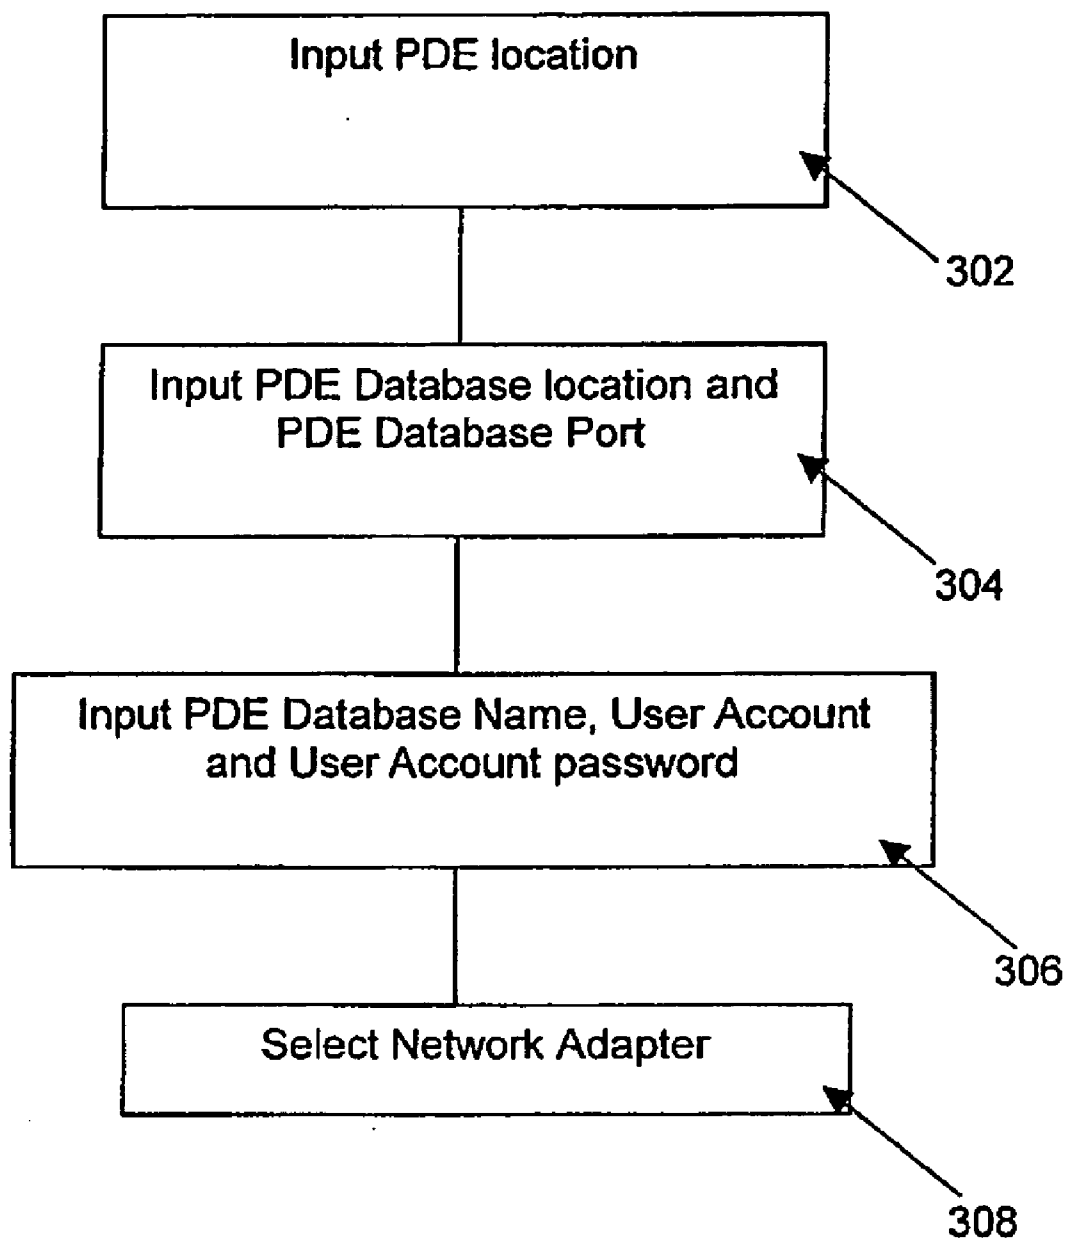 Input PDE location
302
Input PDE Database location and
PDE Database Port
304
Input PDE Database Name, User Account
and User Account password
306
Select Network Adapter
308